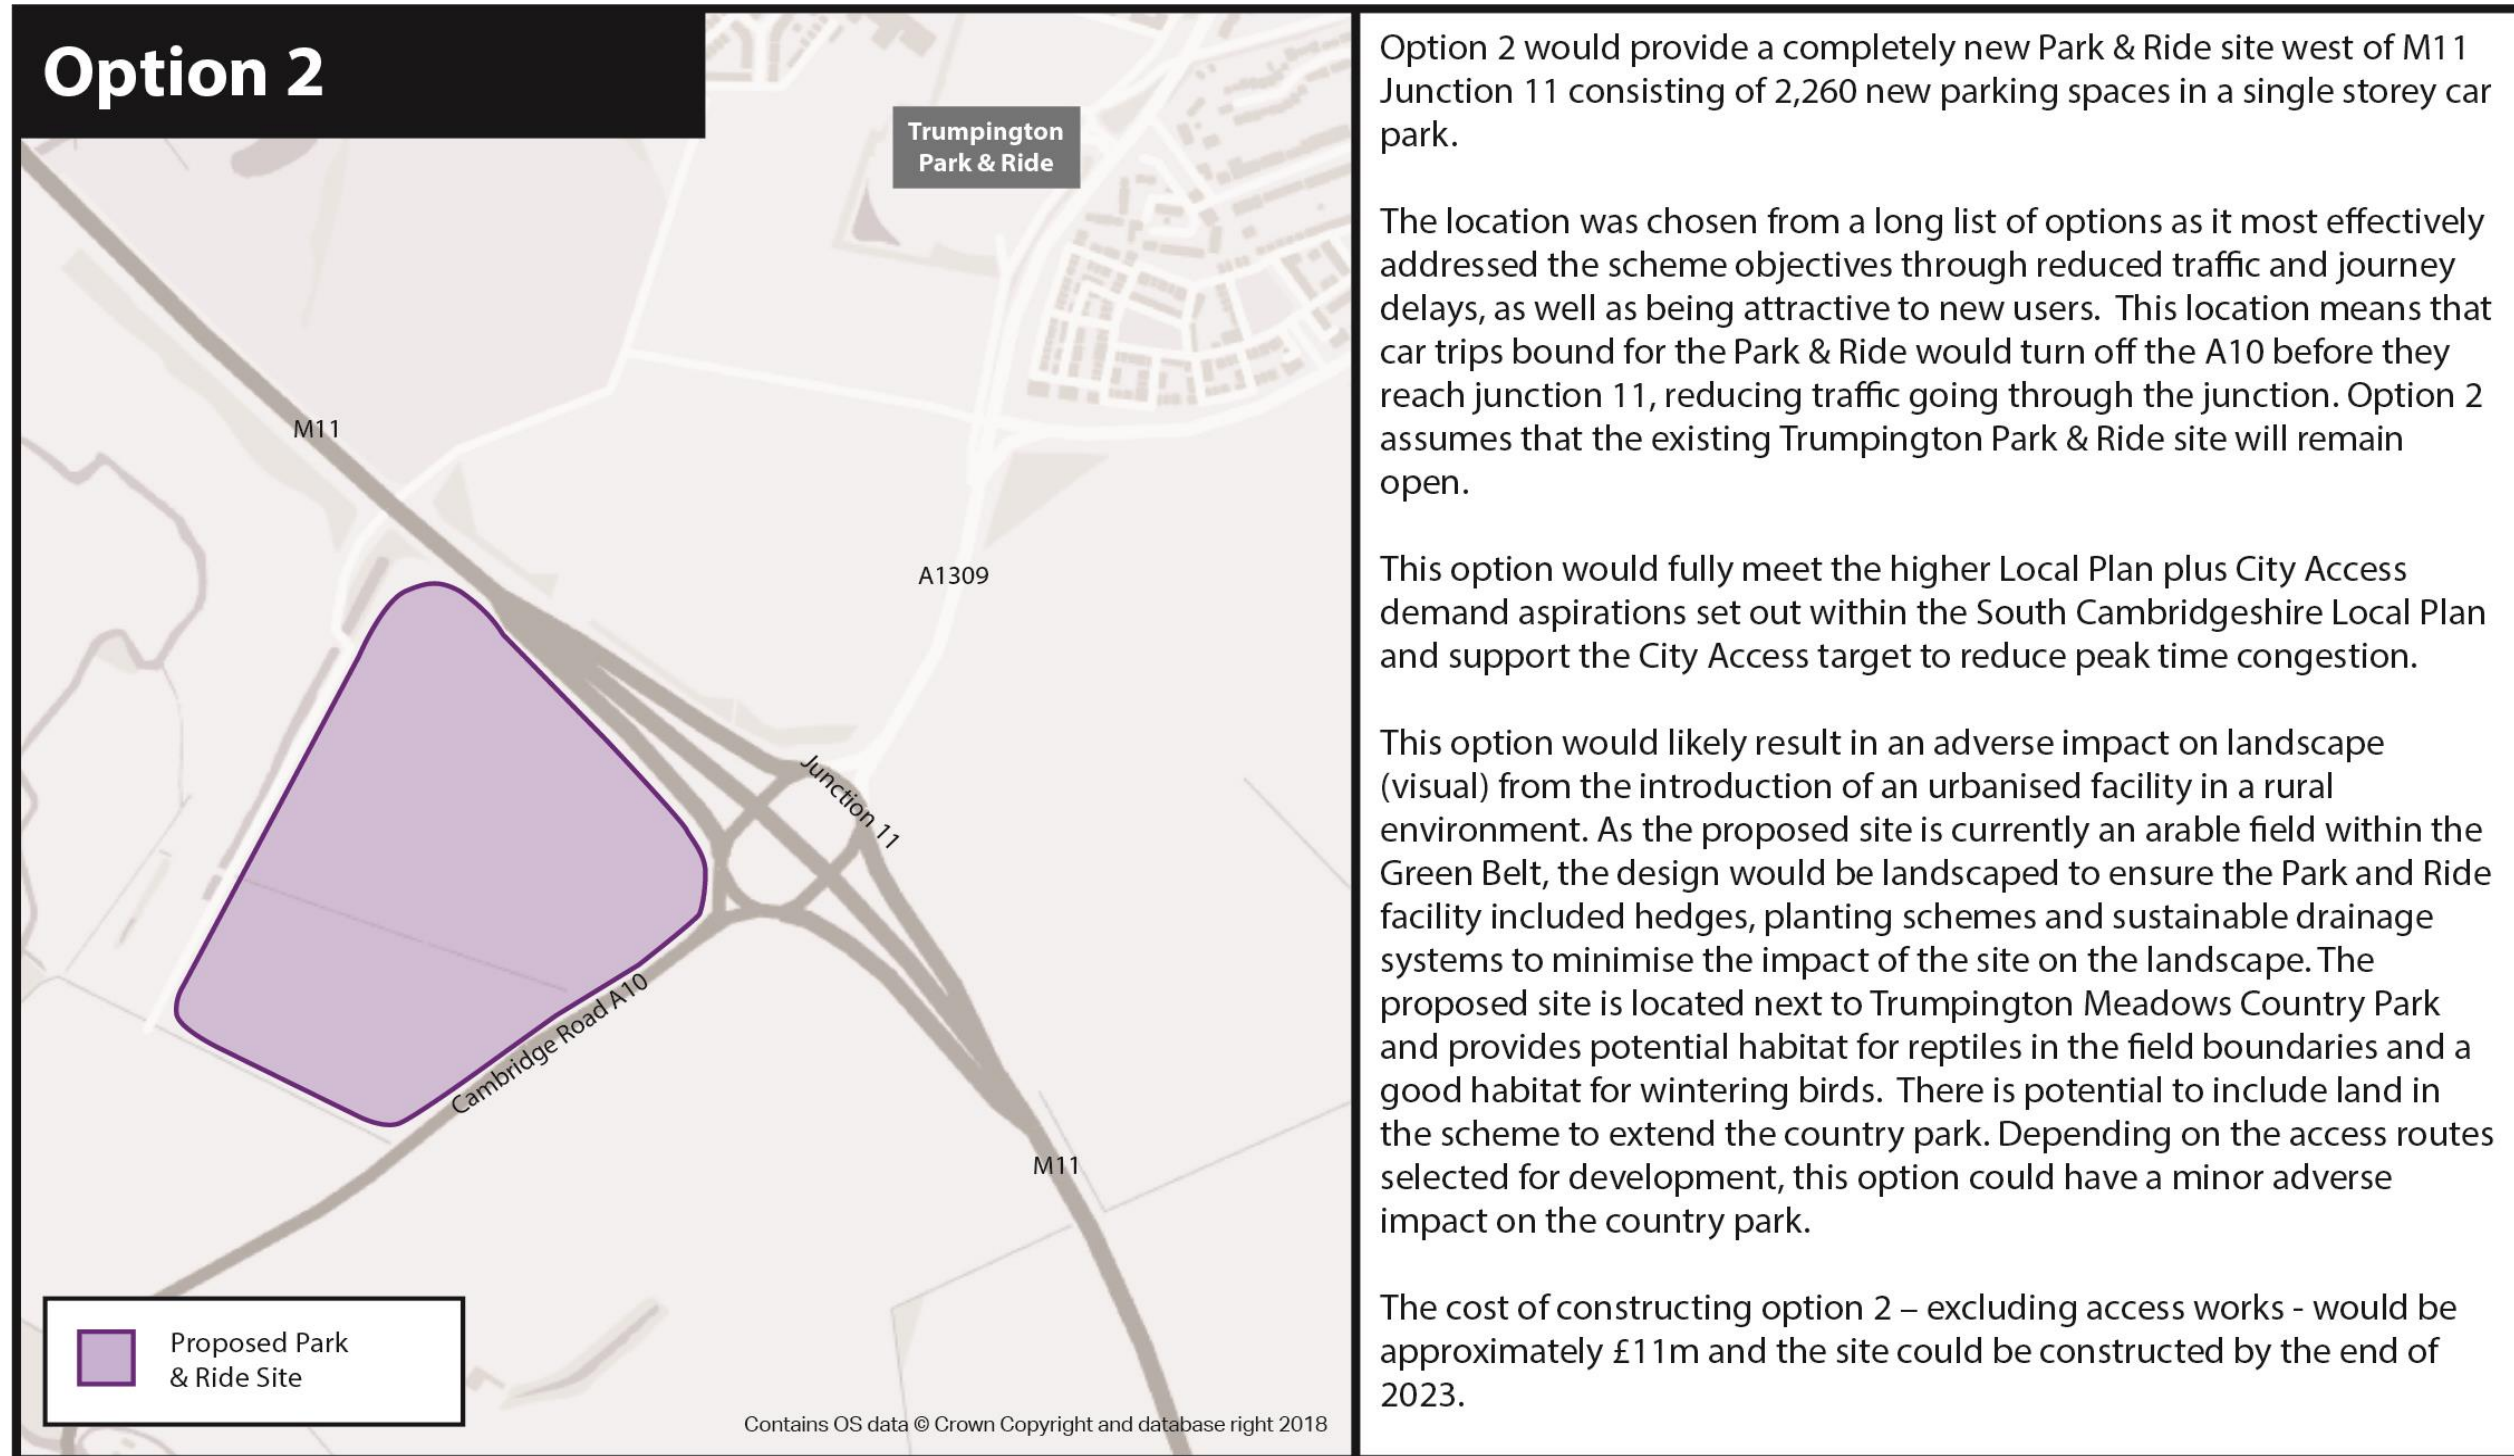 Option 2
Trumpington
Park & Ride
M11
A1309
Junction 11
Cambridge Road A10
M11
Proposed Park
& Ride Site
Contains OS data © Crown Copyright and database right 2018
Option 2 would provide a completely new Park & Ride site west of M11
Junction 11 consisting of 2,260 new parking spaces in a single storey car
park.
The location was chosen from a long list of options as it most effectively
addressed the scheme objectives through reduced traffic and journey
delays, as well as being attractive to new users.  This location means that
car trips bound for the Park & Ride would turn off the A10 before they
reach junction 11, reducing traffic going through the junction. Option 2
assumes that the existing Trumpington Park & Ride site will remain
open.
This option would fully meet the higher Local Plan plus City Access
demand aspirations set out within the South Cambridgeshire Local Plan
and support the City Access target to reduce peak time congestion.
This option would likely result in an adverse impact on landscape
(visual) from the introduction of an urbanised facility in a rural
environment. As the proposed site is currently an arable field within the
Green Belt, the design would be landscaped to ensure the Park and Ride
facility included hedges, planting schemes and sustainable drainage
systems to minimise the impact of the site on the landscape. The
proposed site is located next to Trumpington Meadows Country Park
and provides potential habitat for reptiles in the field boundaries and a
good habitat for wintering birds.  There is potential to include land in
the scheme to extend the country park. Depending on the access routes
selected for development, this option could have a minor adverse
impact on the country park.
The cost of constructing option 2 – excluding access works - would be
approximately £11m and the site could be constructed by the end of
2023.